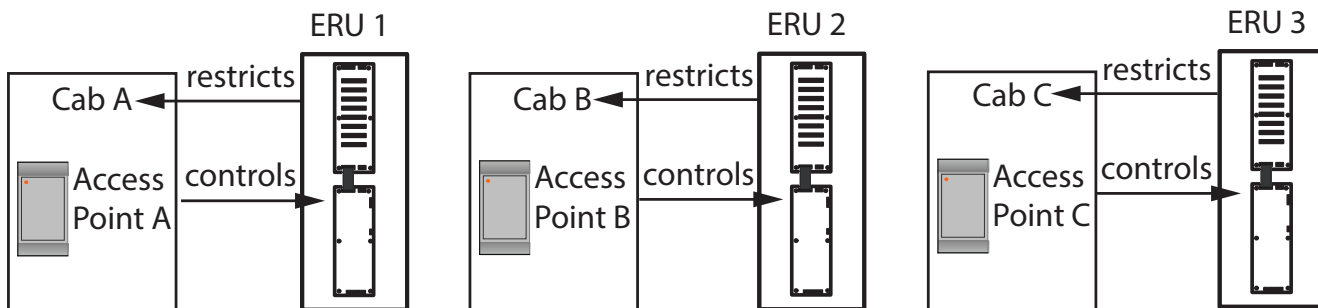 ERU 1
restricts
Cab A
controls
Access
Point A
ERU 2
restricts
Cab B
controls
Access
Point B
ERU 3
restricts
Cab C
controls
Access
Point C